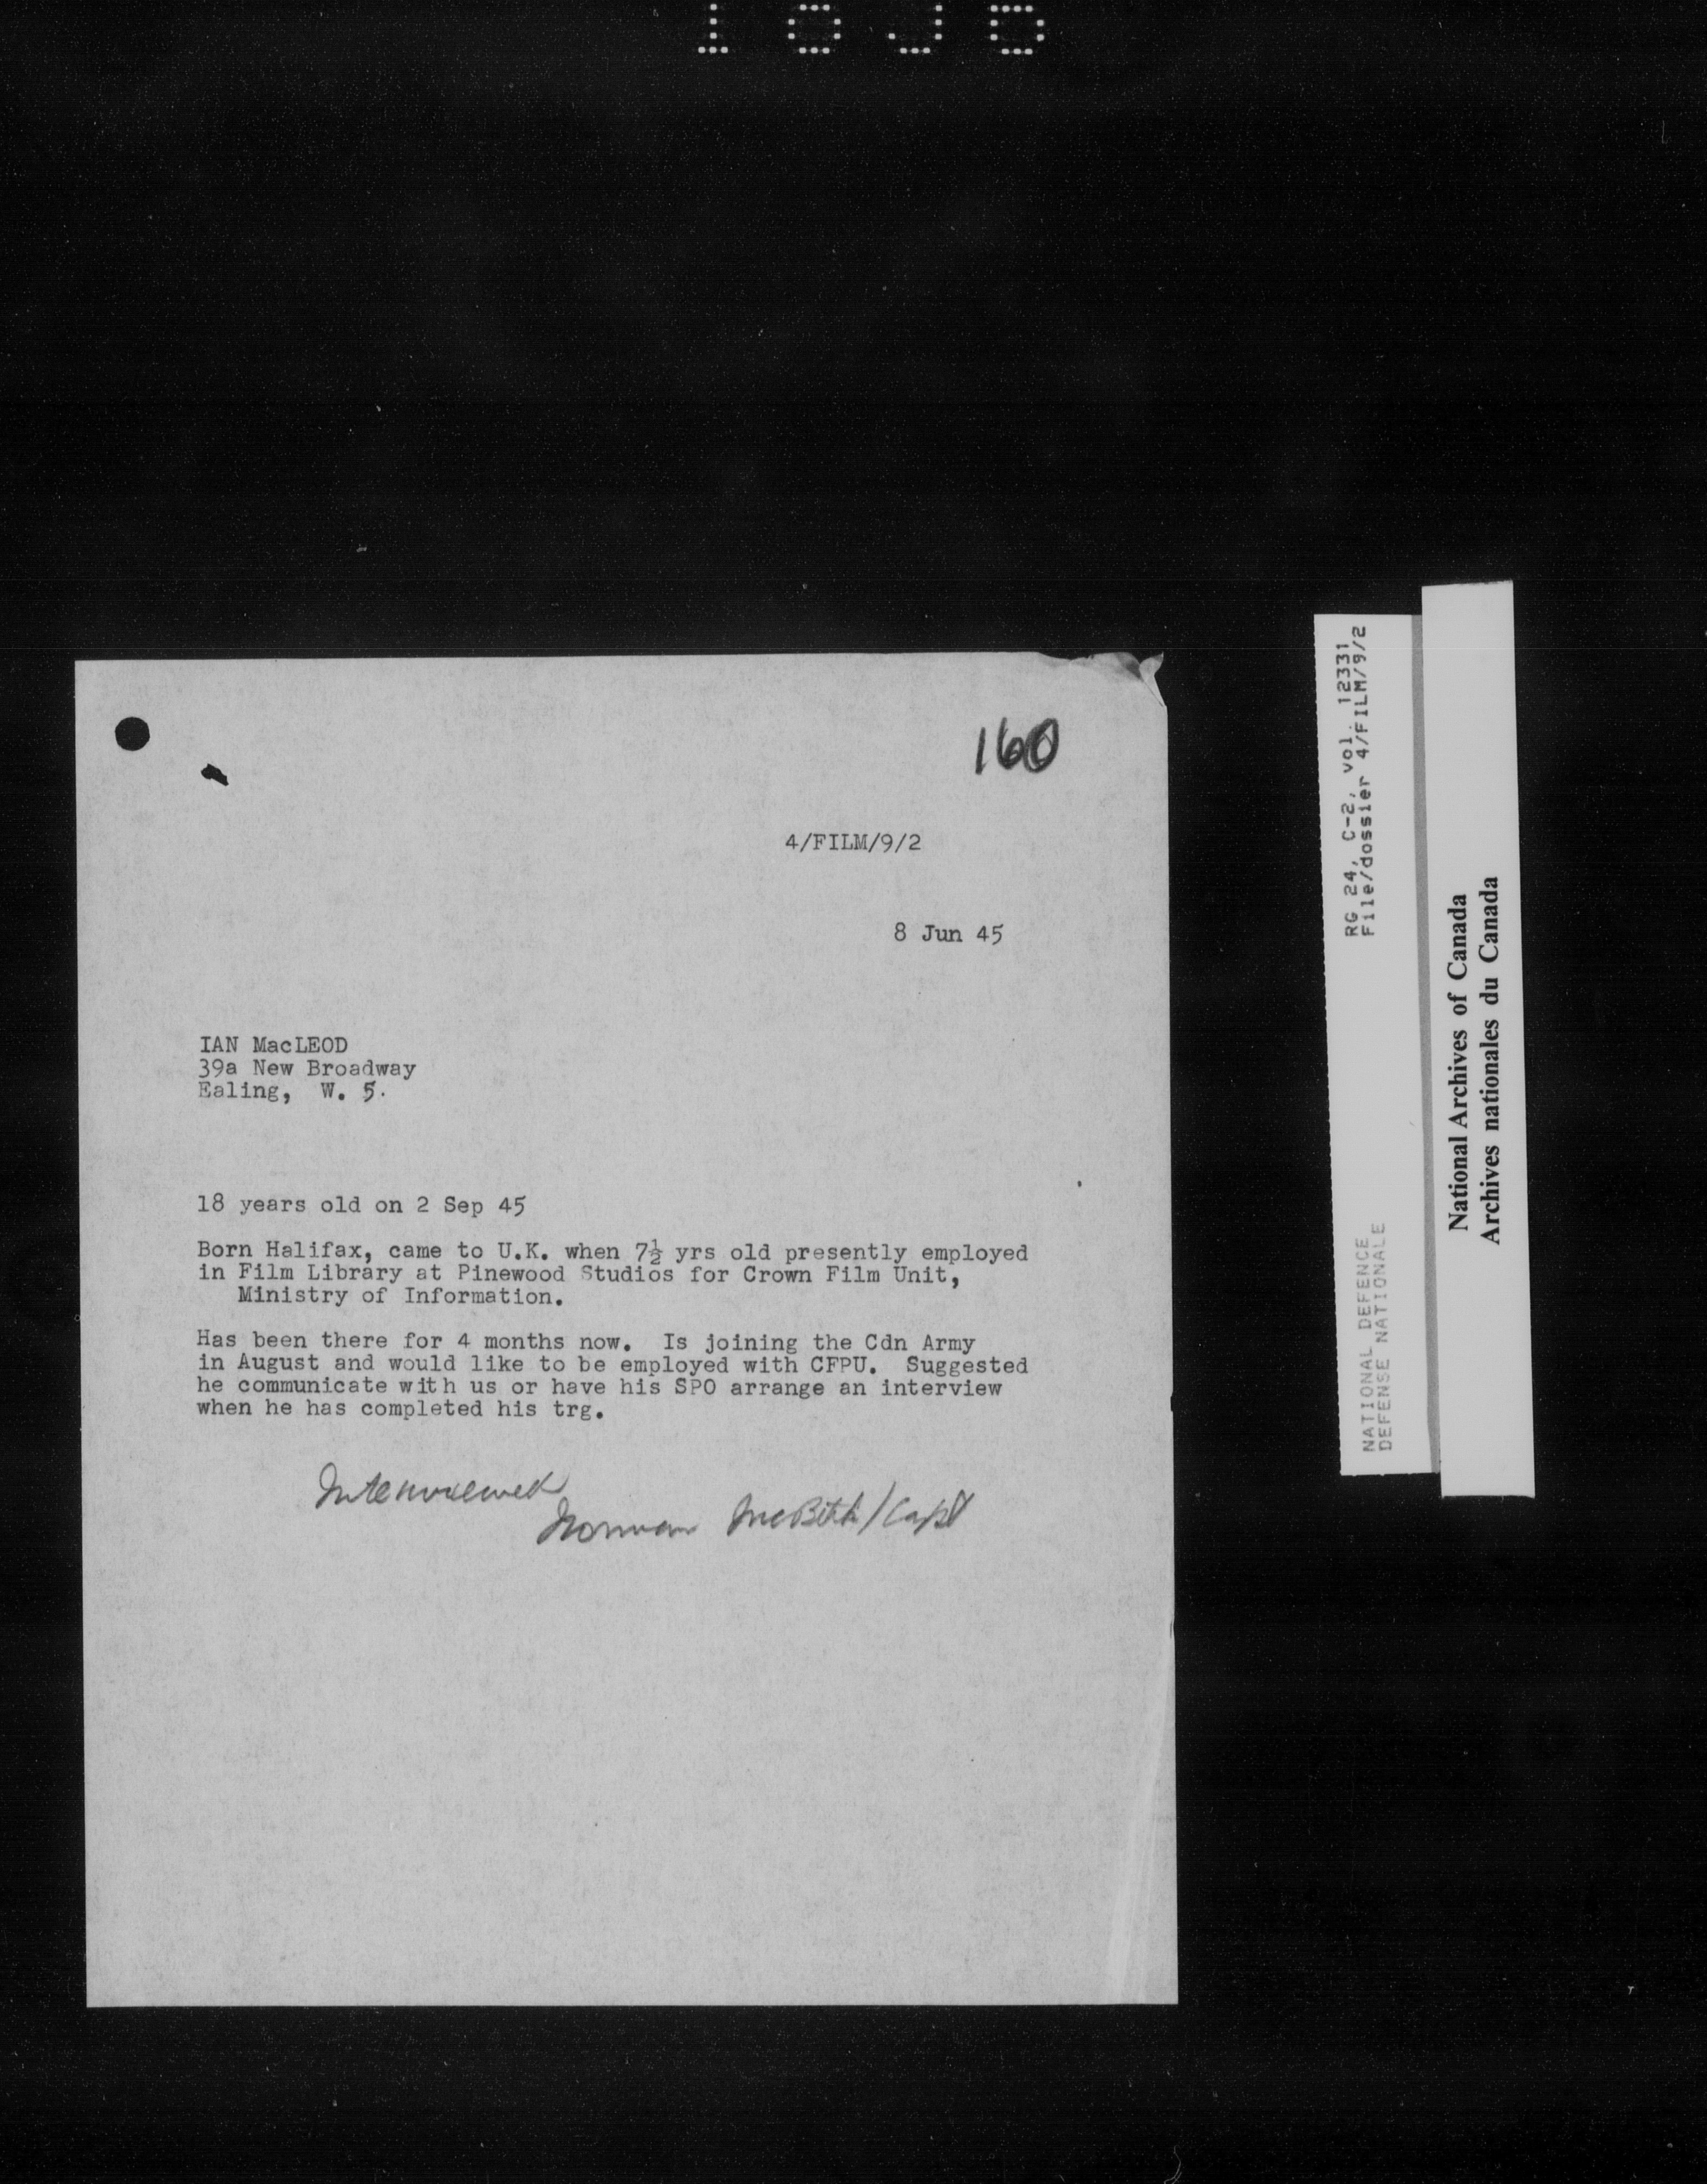 160
4/FILM/9/2
8 Jun 45
IAN MacLEOD
39a New Broadway
Ealing, W. 5.
18 years old on 2 Sep 45
Born Halifax, came to U.K. when 7½ yrs old presently employed
in Film Library at Pinewood Studios for Crown Film Unit,
Ministry of Information.
Has been there for 4 months now. Is joining the Cdn Army
in August and would like to be employed with CFPU. Suggested
he communicate with us or have his SPO arrange an interview
when he has completed his trg.
Interviewed
Norman /Capt
RG 24, C-2, vol. 12331
File/dossier 4/FILM/9/2
NATIONAL DEFENCE
DEFENSE NATIONALE
National Archives of Canada
Archives nationales du Canada